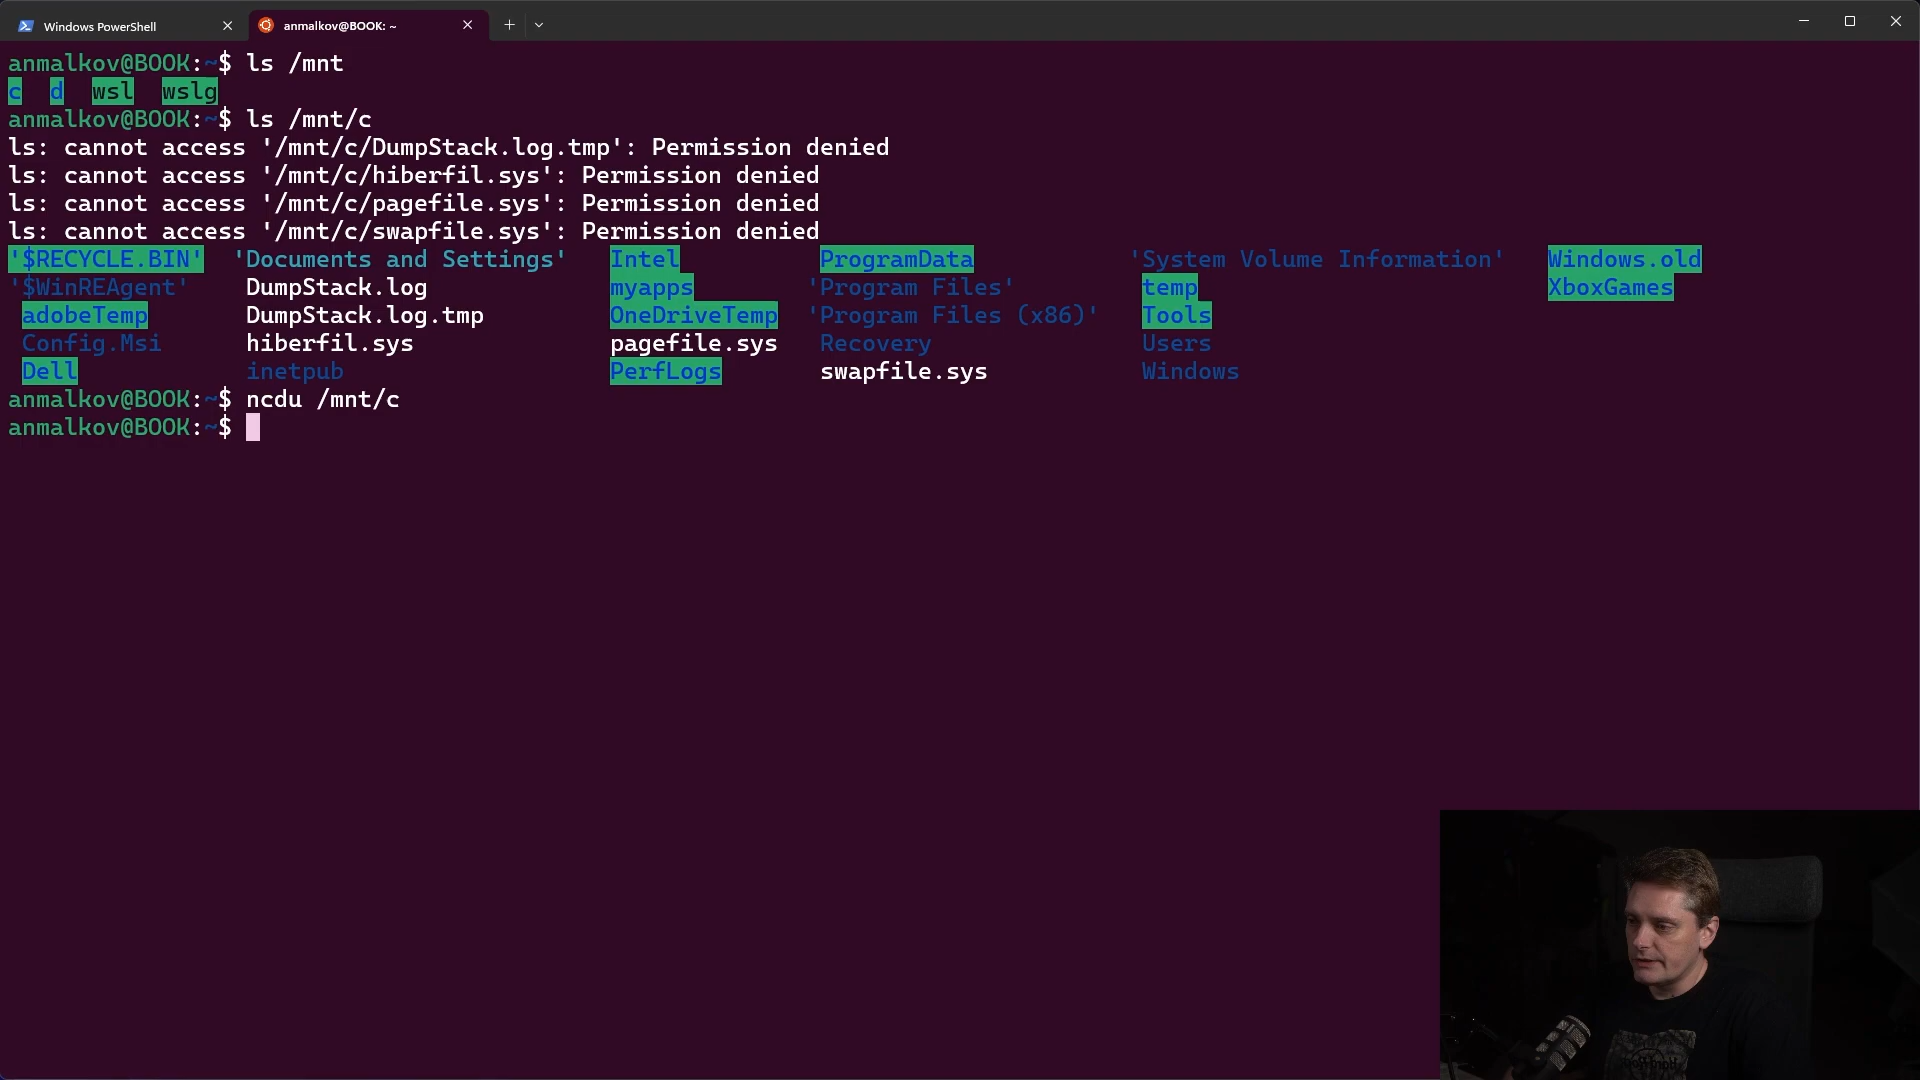 Windows PowerShell
anmalkov@BOOK: ~
anmalkov@BOOK:~$ ls /mnt
c d wsl wslg
anmalkov@BOOK:~$ ls /mnt/c
ls: cannot access '/mnt/c/DumpStack.log.tmp': Permission denied
ls: cannot access '/mnt/c/hiberfil.sys': Permission denied
ls: cannot access '/mnt/c/pagefile.sys': Permission denied
ls: cannot access '/mnt/c/swapfile.sys': Permission denied
'$RECYCLE.BIN' 'Documents and Settings' Intel ProgramData 'System Volume Information' Windows.old
'$WinREAgent' DumpStack.log myapps 'Program Files' temp XboxGames
adobeTemp DumpStack.log.tmp OneDriveTemp 'Program Files (x86)' Tools
Config.Msi hiberfil.sys pagefile.sys Recovery Users
Dell inetpub PerfLogs swapfile.sys Windows
anmalkov@BOOK:~$ ncdu /mnt/c
anmalkov@BOOK:~$